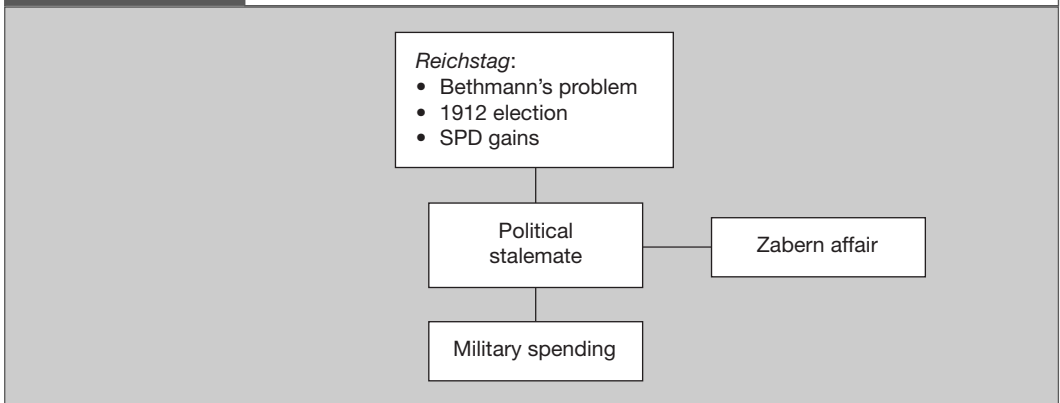 Reichstag:
• Bethmann’s problem
• 1912 election
• SPD gains
Political
stalemate
Zabern affair
Military spending